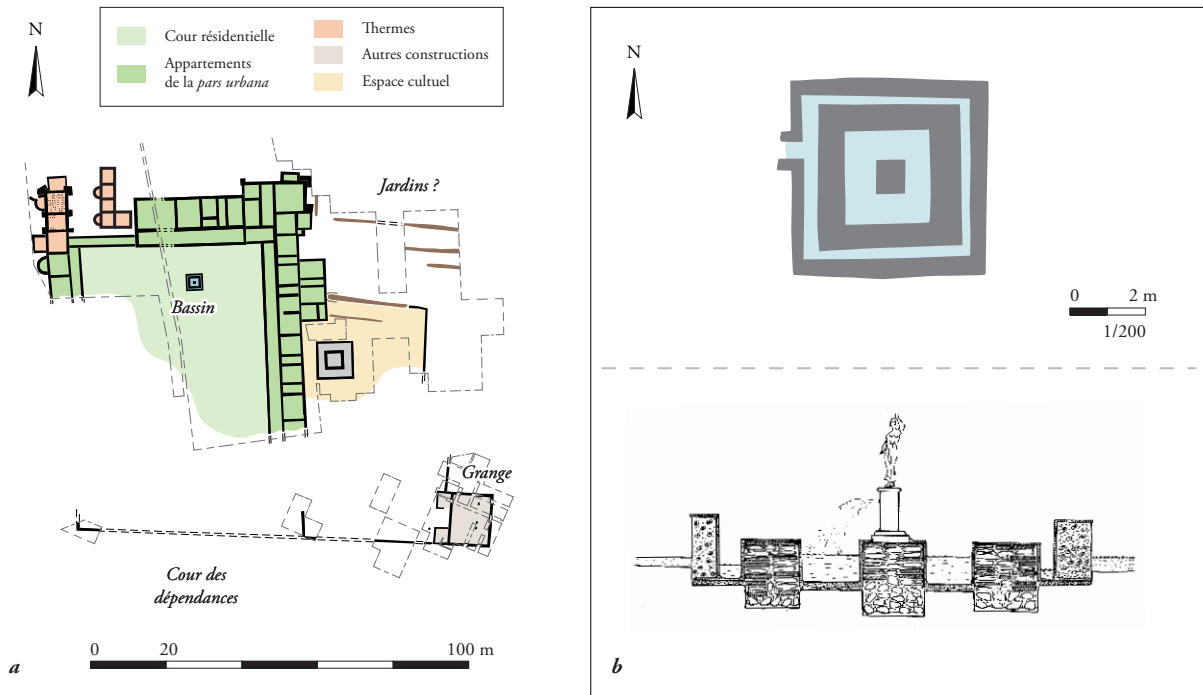 N
Cour résidentielle
Appartements
de la pars urbana
Thermes
Autres constructions
Espace cultuel
Jardins ?
Bassin
Grange
Cour des
dépendances
0 20 100 m
a
N
0 2 m
1/200
b